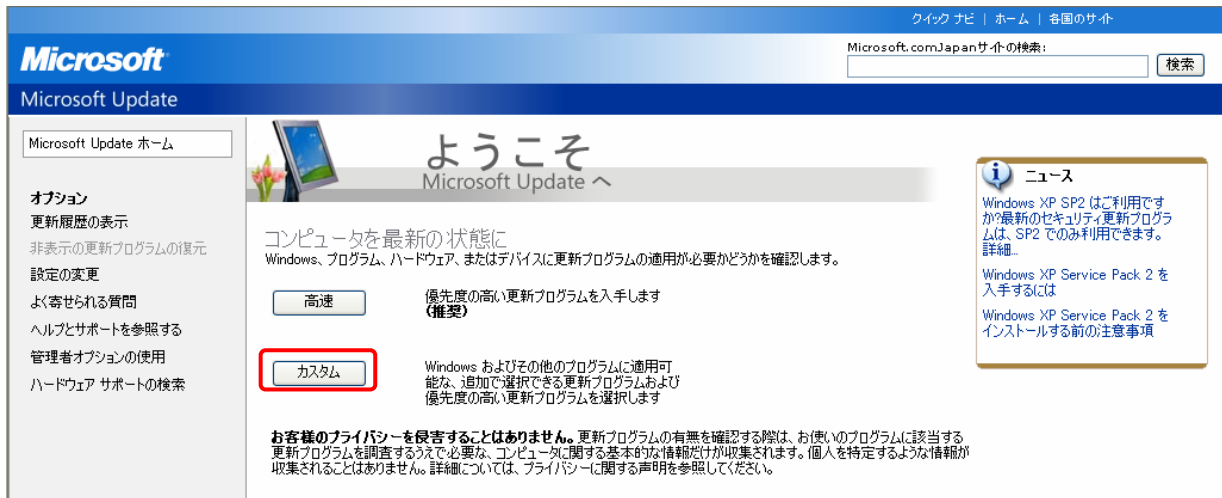 クイック ナビ | ホーム | 各国のサイト
Microsoft
Microsoft.comJapanサイトの検索:
検索
Microsoft Update
Microsoft Update ホーム
オプション
更新履歴の表示
非表示の更新プログラムの復元
設定の変更
よく寄せられる質問
ヘルプとサポートを参照する
管理者オプションの使用
ハードウェア サポートの検索
ようこそ
Microsoft Update へ
コンピュータを最新の状態に
Windows、プログラム、ハードウェア、またはデバイスに更新プログラムの適用が必要かどうかを確認します。
高速
優先度の高い更新プログラムを入手します
(推奨)
カスタム
Windows およびその他のプログラムに適用可
能な、追加で選択できる更新プログラムおよび
優先度の高い更新プログラムを選択します
お客様のプライバシーを侵害することはありません。更新プログラムの有無を確認する際は、お使いのプログラムに該当する
更新プログラムを調査するうえで必要な、コンピュータに関する基本的な情報だけが収集されます。個人を特定するような情報が
収集されることはありません。詳細については、プライバシーに関する声明を参照してください。
ニュース
Windows XP SP2 はご利用です
か?最新のセキュリティ更新プログラ
ムは、SP2 でのみ利用できます。
詳細...
Windows XP Service Pack 2 を
入手するには
Windows XP Service Pack 2 を
インストールする前の注意事項